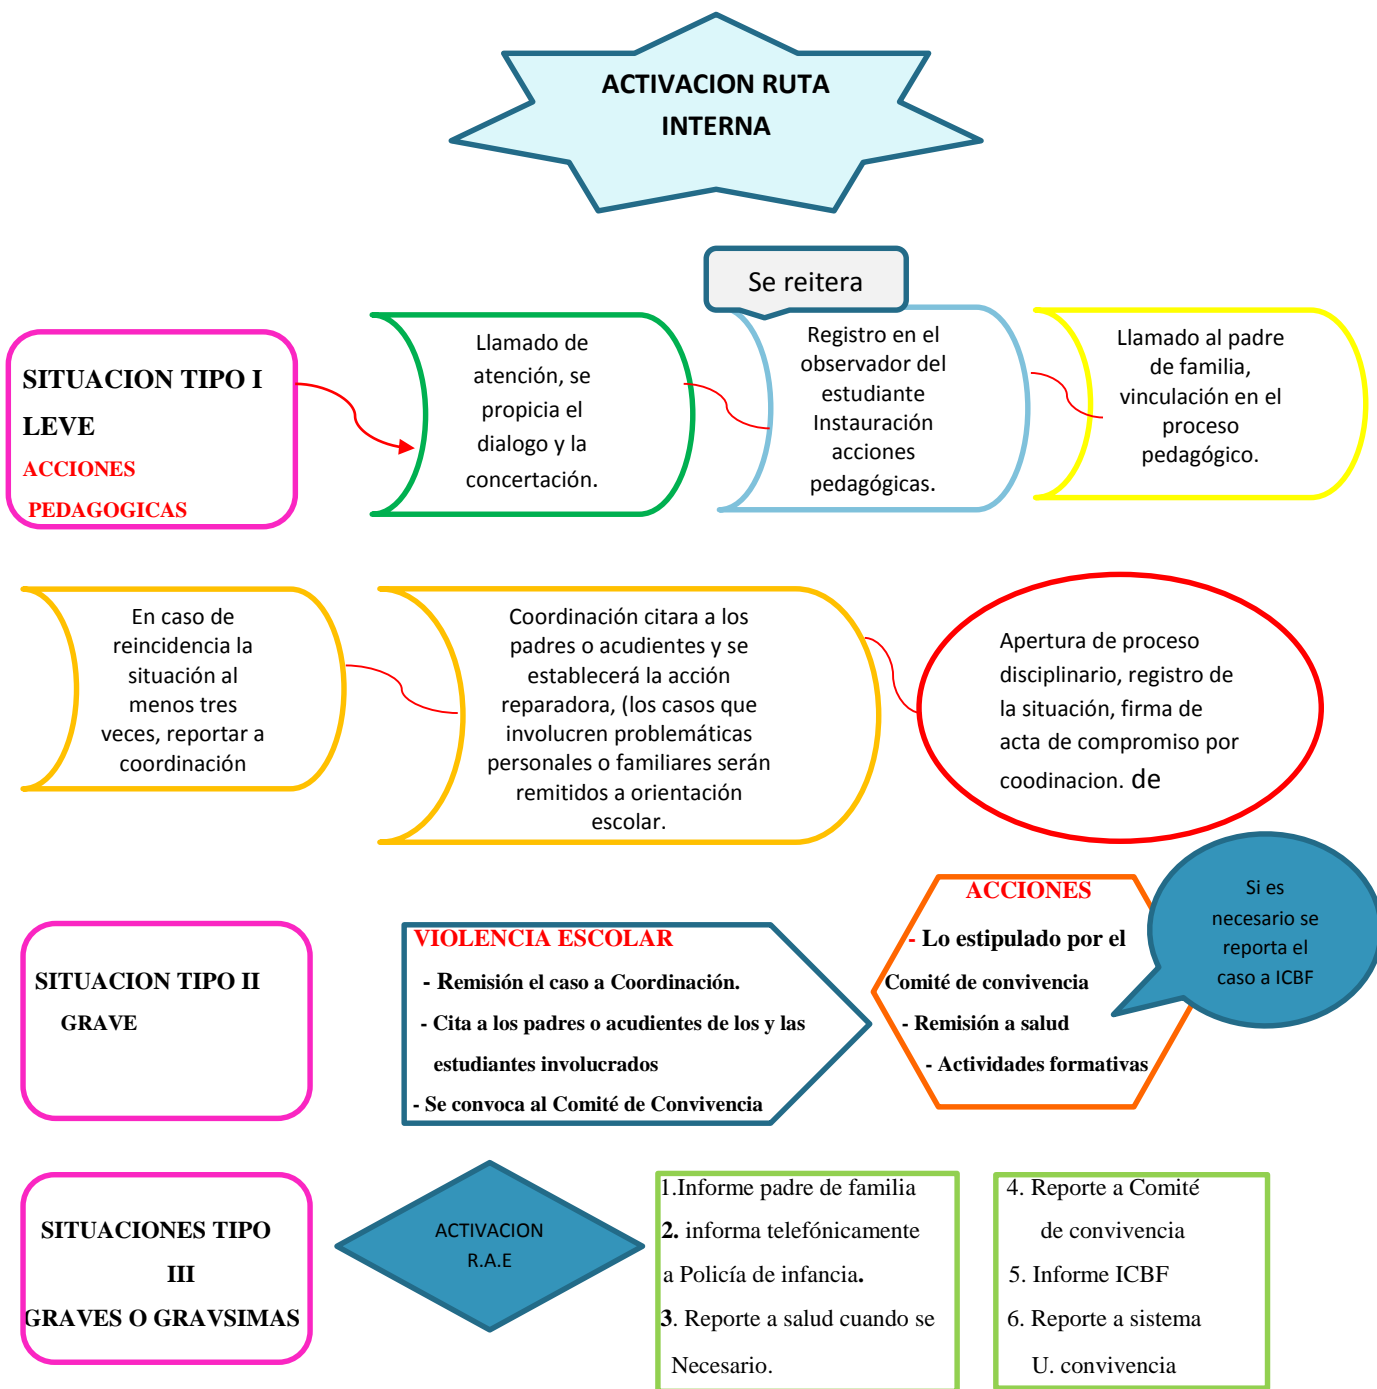 ACTIVACION RUTA
INTERNA
Se reitera
SITUACION TIPO I
LEVE
ACCIONES
PEDAGOGICAS
Llamado de
atención, se
propicia el
dialogo y la
concertación.
Registro en el
observador del
estudiante
Instauración
acciones
pedagógicas.
Llamado al padre
de familia,
vinculación en el
proceso
pedagógico.
En caso de
reincidencia la
situación al
menos tres
veces, reportar a
coordinación
Coordinación citara a los
padres o acudientes y se
establecerá la acción
reparadora, (los casos que
involucren problemáticas
personales o familiares serán
remitidos a orientación
escolar.
Apertura de proceso
disciplinario, registro de
la situación, firma de
acta de compromiso por
coodinacion. de
SITUACION TIPO II
GRAVE
VIOLENCIA ESCOLAR
- Remisión el caso a Coordinación.
- Cita a los padres o acudientes de los y las
estudiantes involucrados
- Se convoca al Comité de Convivencia
ACCIONES
- Lo estipulado por el
Comité de convivencia
- Remisión a salud
- Actividades formativas
Si es
necesario se
reporta el
caso a ICBF
SITUACIONES TIPO
III
GRAVES O GRAVSIMAS
ACTIVACION
R.A.E
1.Informe padre de familia
2. informa telefónicamente
a Policía de infancia.
3. Reporte a salud cuando se
Necesario.
4. Reporte a Comité
de convivencia
5. Informe ICBF
6. Reporte a sistema
U. convivencia